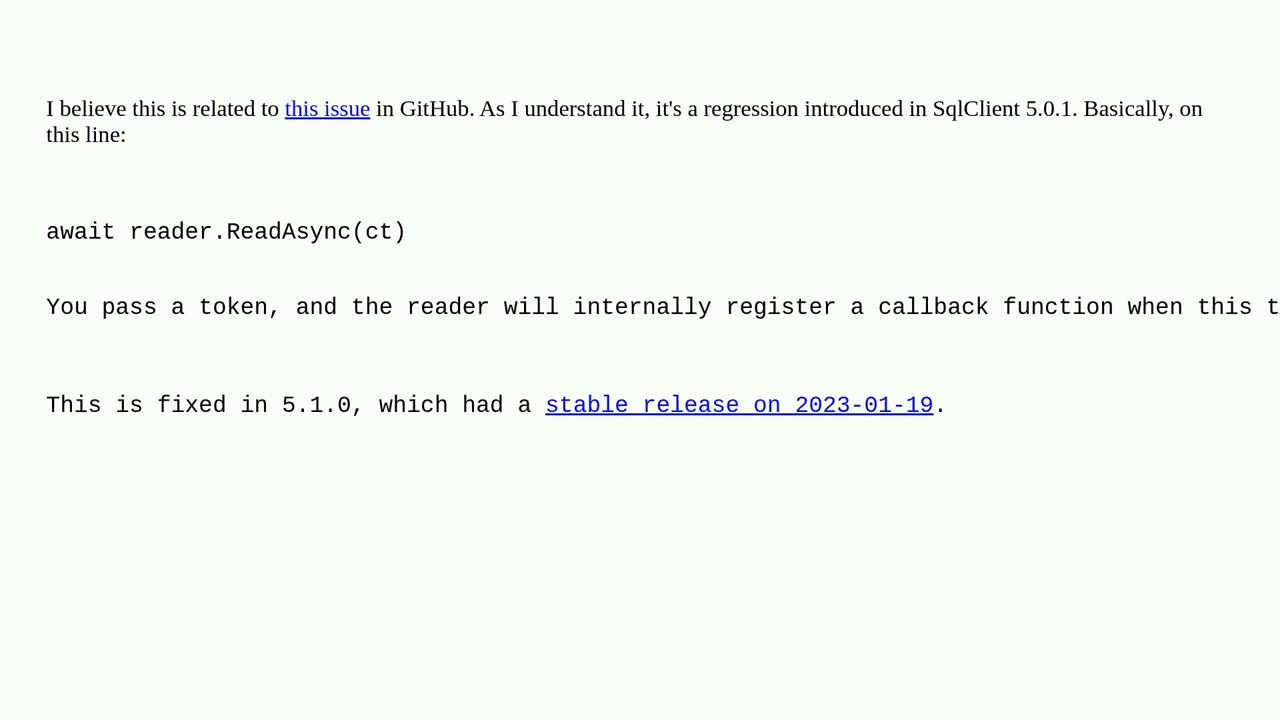 I believe this is related to this issue in GitHub. As I understand it, it's a regression introduced in SqlClient 5.0.1. Basically, on
this line:
await reader.ReadAsync(ct)
You pass a token, and the reader will internally register a callback function when this
This is fixed in 5.1.0, which had a stable release on 2023-01-19.